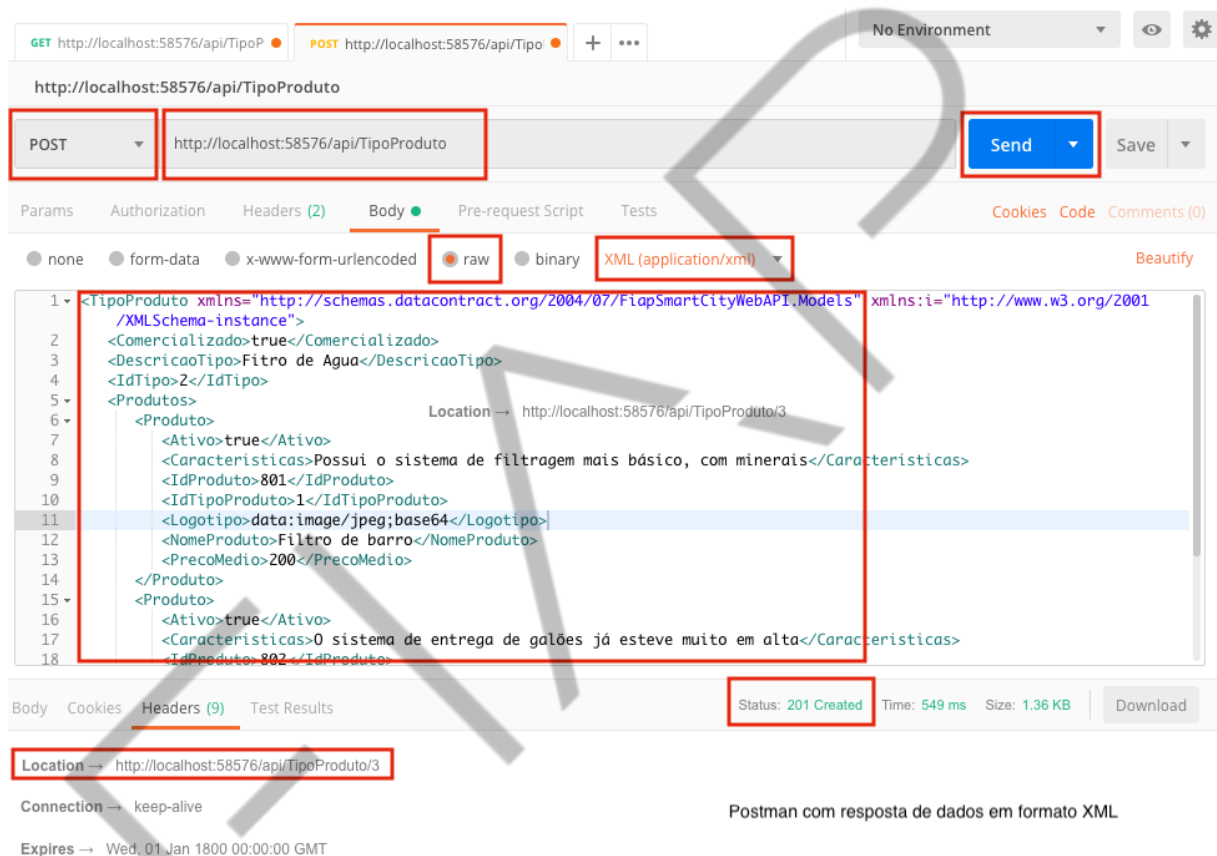 GET http://localhost:58576/api/TipoP
POST http://localhost:58576/api/Tipo
No Environment
http://localhost:58576/api/TipoProduto
POST
http://localhost:58576/api/TipoProduto
Send
Save
Params Authorization Headers (2) Body Pre-request Script Tests Cookies Code Comments (0)
none form-data x-www-form-urlencoded raw binary XML (application/xml) Beautify
1 <TipoProduto xmlns="http://schemas.datacontract.org/2004/07/FiapSmartCityWebAPI.Models" xmlns:i="http://www.w3.org/2001
/XMLSchema-instance">
2 <Comercializado>true</Comercializado>
3 <DescricaoTipo>Fitro de Agua</DescricaoTipo>
4 <IdTipo>2</IdTipo>
5 <Produtos>
Location → http://localhost:58576/api/TipoProduto/3
6 <Produto>
7 <Ativo>true</Ativo>
8 <Caracteristicas>Possui o sistema de filtragem mais básico, com minerais</Caracteristicas>
9 <IdProduto>801</IdProduto>
10 <IdTipoProduto>1</IdTipoProduto>
11 <Logotipo>data:image/jpeg;base64</Logotipo>
12 <NomeProduto>Filtro de barro</NomeProduto>
13 <PrecoMedio>200</PrecoMedio>
14 </Produto>
15 <Produto>
16 <Ativo>true</Ativo>
17 <Caracteristicas>O sistema de entrega de galões já esteve muito em alta</Caracteristicas>
18 <IdProduto>802</IdProduto>
Body Cookies Headers (9) Test Results Status: 201 Created Time: 549 ms Size: 1.36 KB Download
Location → http://localhost:58576/api/TipoProduto/3
Connection → keep-alive
Postman com resposta de dados em formato XML
Expires → Wed, 01 Jan 1800 00:00:00 GMT
FIAP